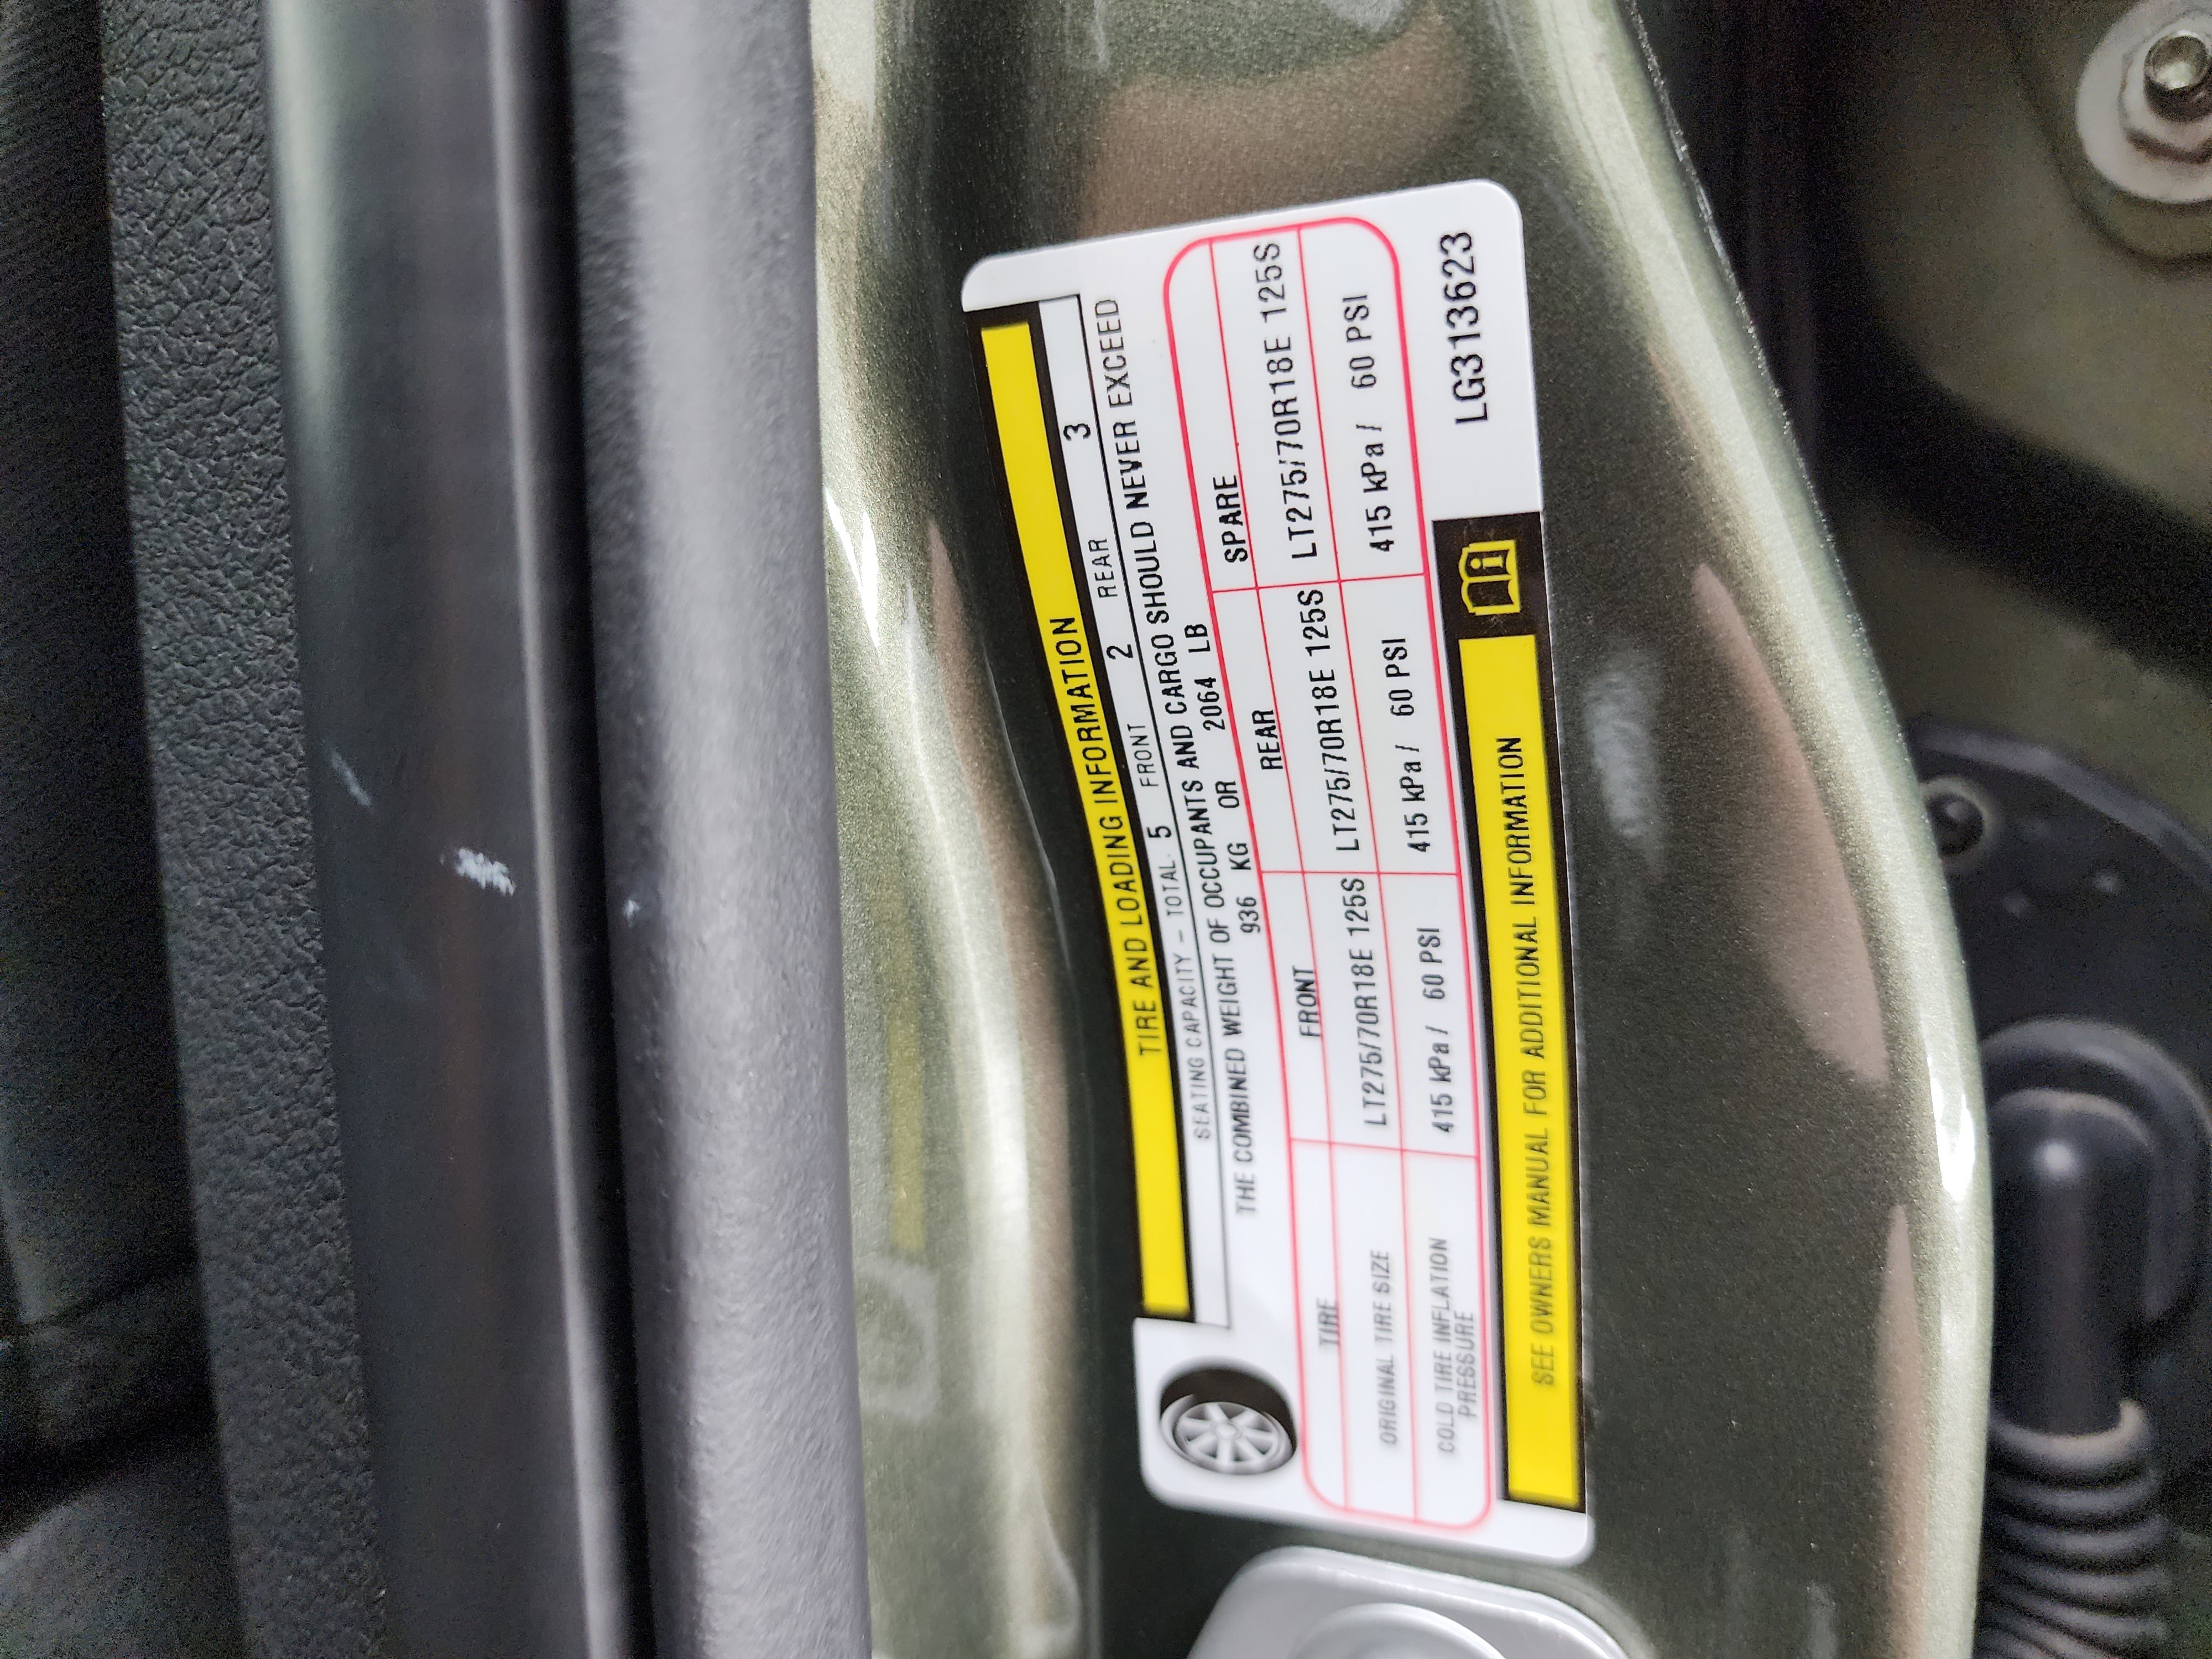 TIRE AND LOADING INFORMATION
SEATING CAPACITY - TOTAL. 5 FRONT 2 REAR 3
THE COMBINED WEIGHT OF OCCUPANTS AND CARGO SHOULD NEVER EXCEED
936 KG OR 2064 LB
TIRE FRONT REAR SPARE
ORIGINAL TIRE SIZE LT275/70R18E 125S LT275/70R18E 125S LT275/70R18E 125S
COLD TIRE INFLATION PRESSURE 415 kPa / 60 PSI 415 kPa / 60 PSI 415 kPa / 60 PSI
SEE OWNERS MANUAL FOR ADDITIONAL INFORMATION
LG313623